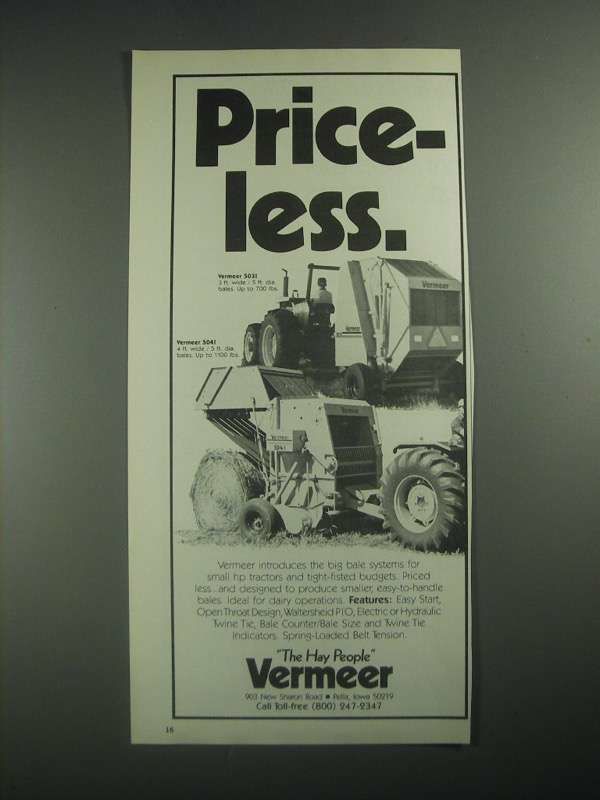 Price-
less.
Vermeer 5031
3 ft. wide / 5 ft. dia.
bales. Up to 700 lbs.
Vermeer
Vermeer
Vermeer 5041
4 ft. wide / 5 ft. dia.
bales. Up to 1100 lbs.
Vermeer
Vermeer
5041
Vermeer introduces the big bale systems for
small hp tractors and tight-fisted budgets. Priced
less and designed to produce smaller, easy-to-handle
bales. Ideal for dairy operations. Features: Easy Start,
Open Throat Design, Walterscheid PTO, Electric or Hydraulic
Twine Tie, Bale Counter/Bale Size and Twine Tie
Indicators. Spring-Loaded Belt Tension.
"The Hay People"
Vermeer
903 New Sharon Road • Pella, Iowa 50219
Call Toll-free (800) 247-2347
16